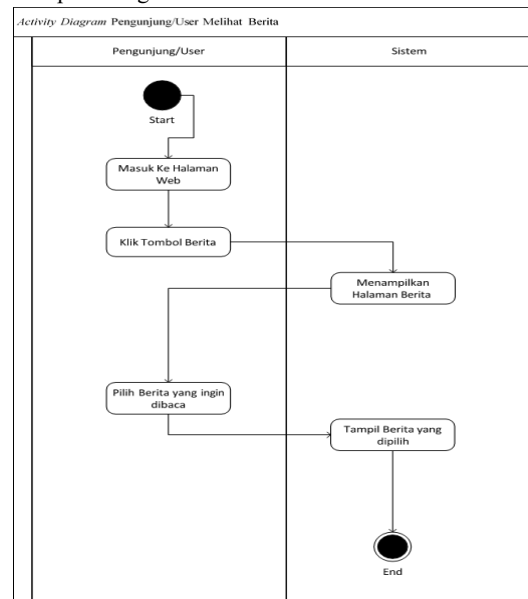 Activity Diagram Pengunjung/User Melihat Berita
Pengunjung/User
Sistem
Start
Masuk Ke Halaman
Web
Klik Tombol Berita
Menampilkan
Halaman Berita
Pilih Berita yang ingin
dibaca
Tampil Berita yang
dipilih
End